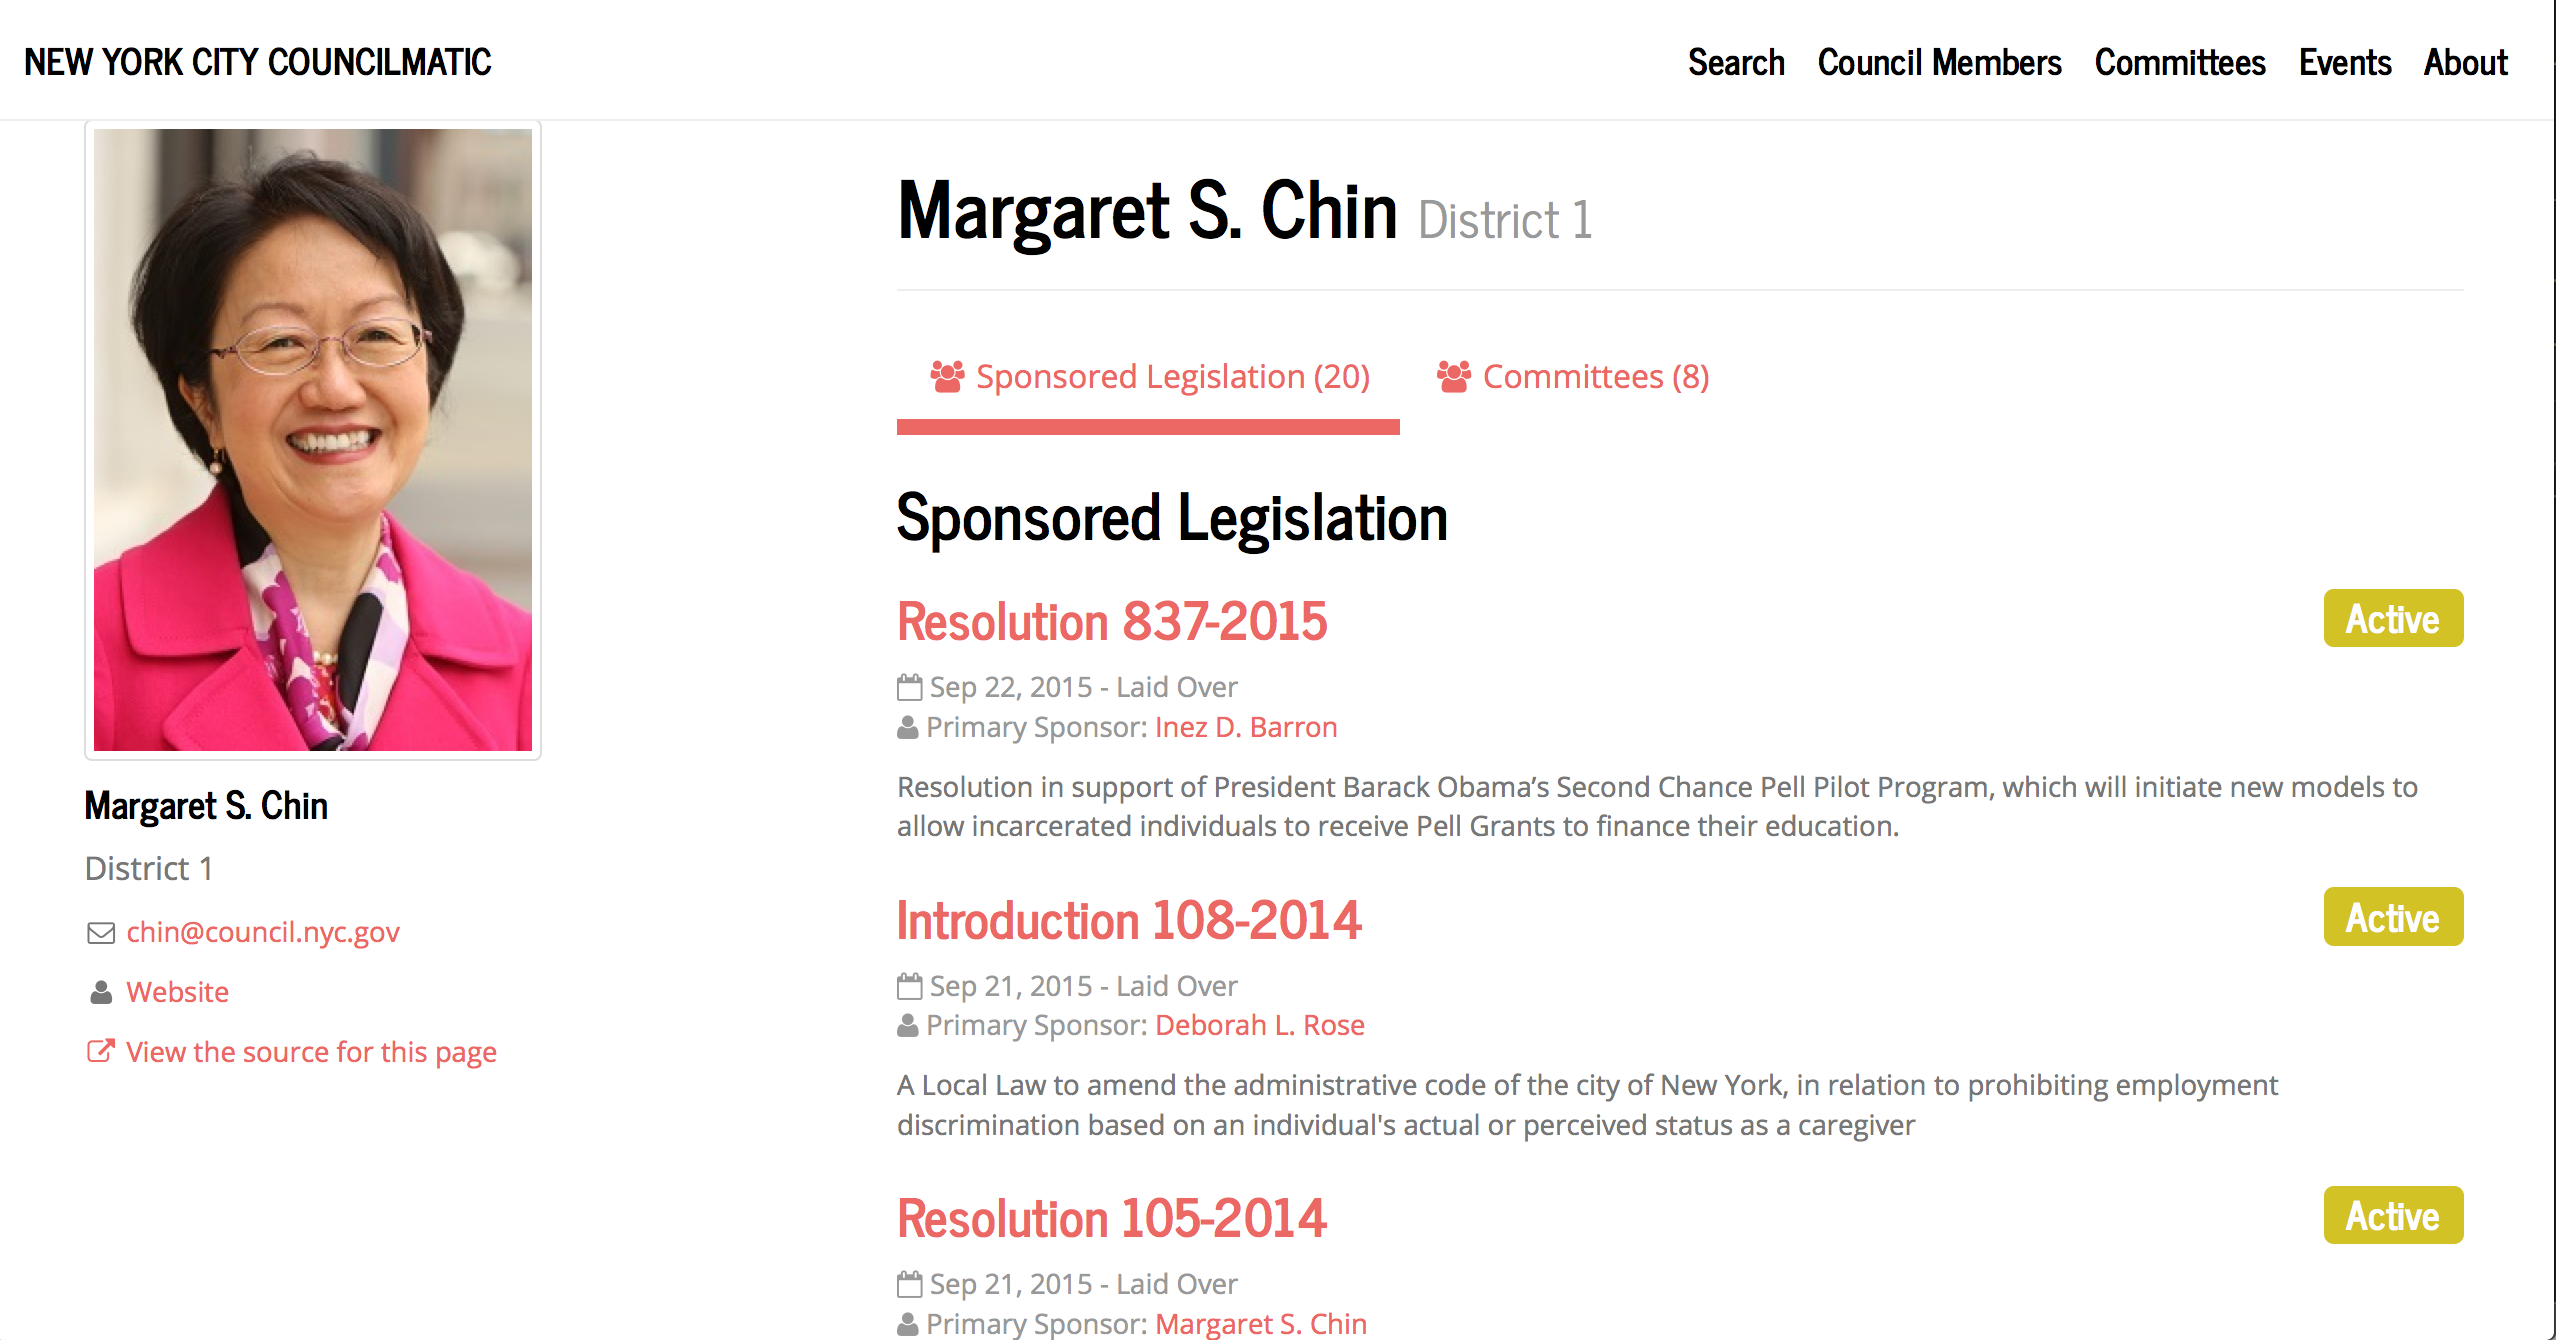 NEW YORK CITY COUNCILMATIC
Search Council Members Committees Events About
Margaret S. Chin
District 1
chin@council.nyc.gov
Website
View the source for this page
Margaret S. Chin District 1
Sponsored Legislation (20) Committees (8)
Sponsored Legislation
Resolution 837-2015 Active
Sep 22, 2015 - Laid Over
Primary Sponsor: Inez D. Barron
Resolution in support of President Barack Obama’s Second Chance Pell Pilot Program, which will initiate new models to
allow incarcerated individuals to receive Pell Grants to finance their education.
Introduction 108-2014 Active
Sep 21, 2015 - Laid Over
Primary Sponsor: Deborah L. Rose
A Local Law to amend the administrative code of the city of New York, in relation to prohibiting employment
discrimination based on an individual's actual or perceived status as a caregiver
Resolution 105-2014 Active
Sep 21, 2015 - Laid Over
Primary Sponsor: Margaret S. Chin